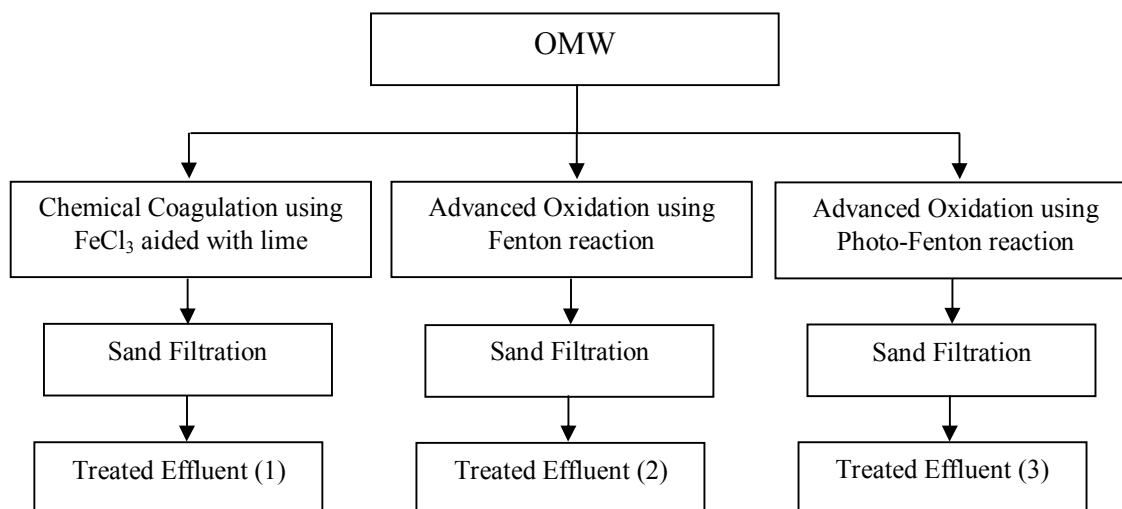 OMW
Chemical Coagulation using
FeCl₃ aided with lime
Advanced Oxidation using
Fenton reaction
Advanced Oxidation using
Photo-Fenton reaction
Sand Filtration
Sand Filtration
Sand Filtration
Treated Effluent (1)
Treated Effluent (2)
Treated Effluent (3)